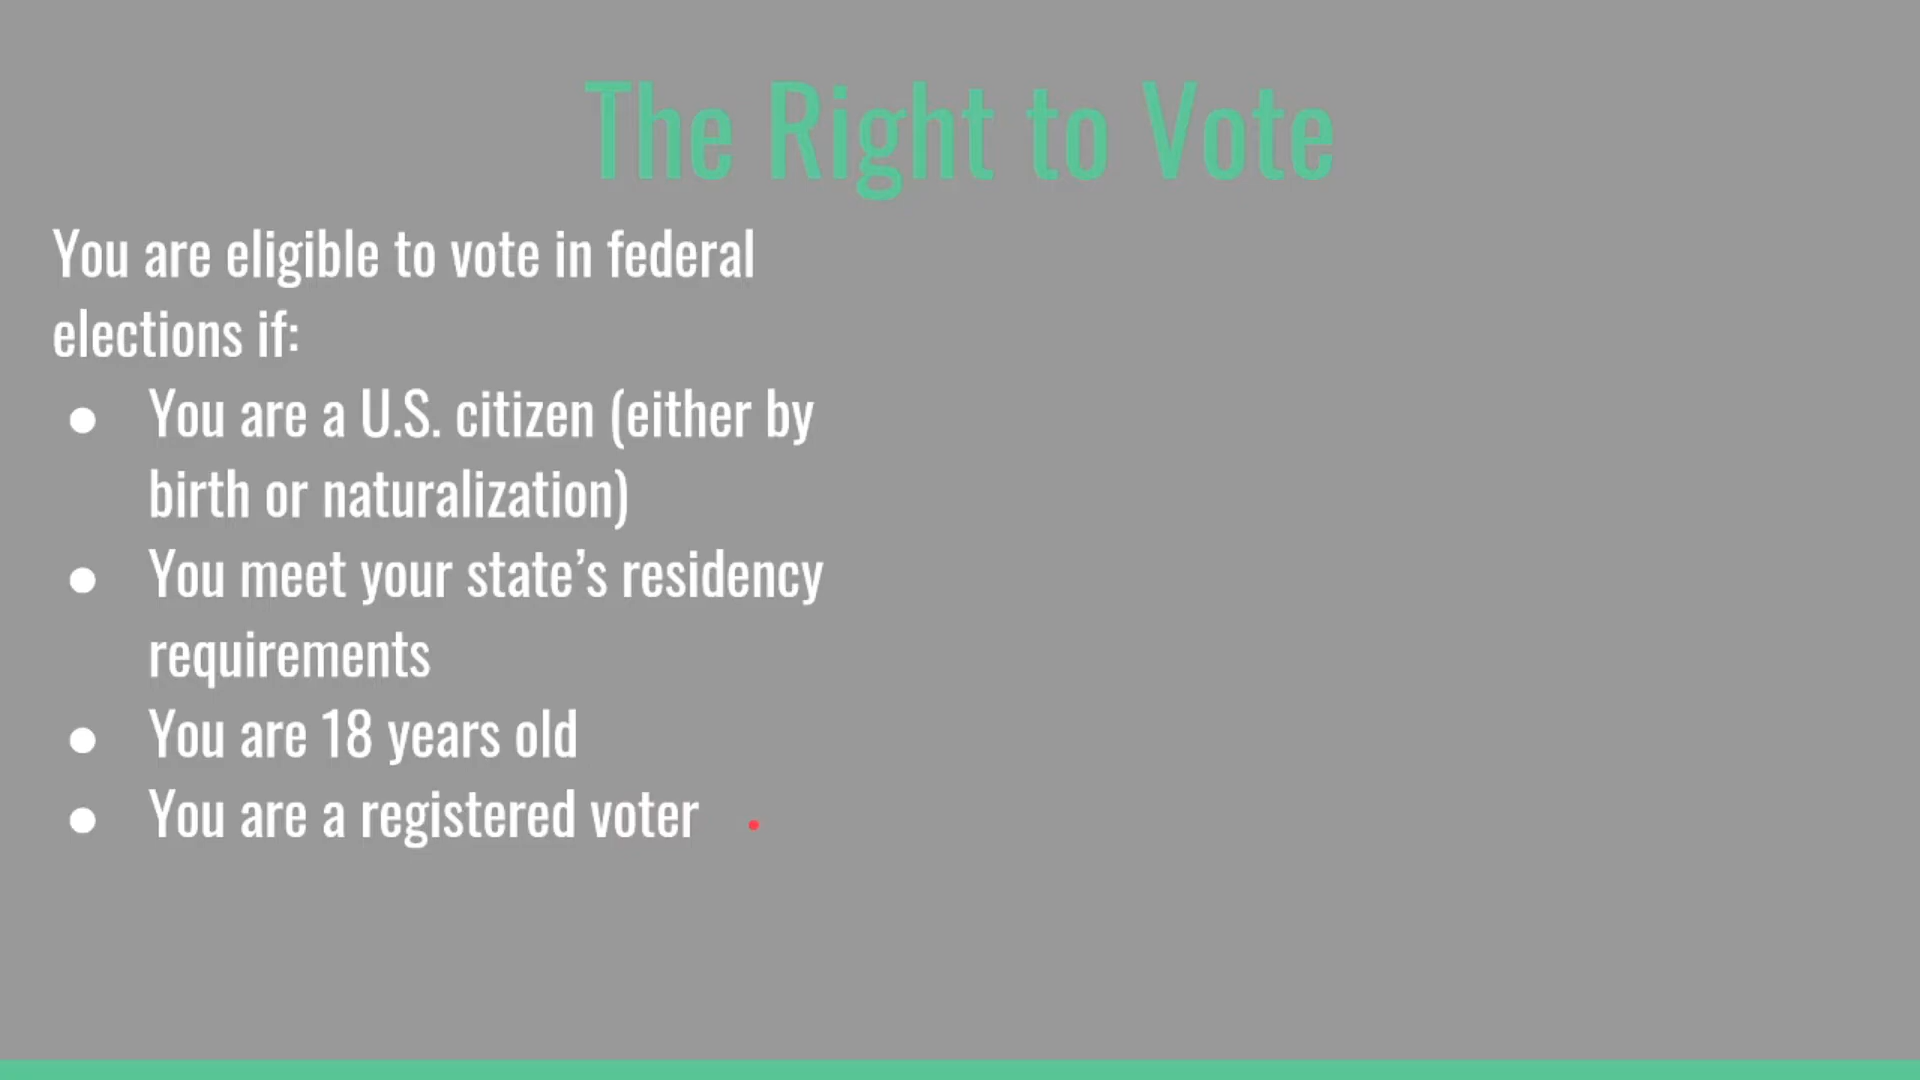 The Right to Vote
You are eligible to vote in federal
elections if:
● You are a U.S. citizen (either by
birth or naturalization)
● You meet your state’s residency
requirements
● You are 18 years old
● You are a registered voter